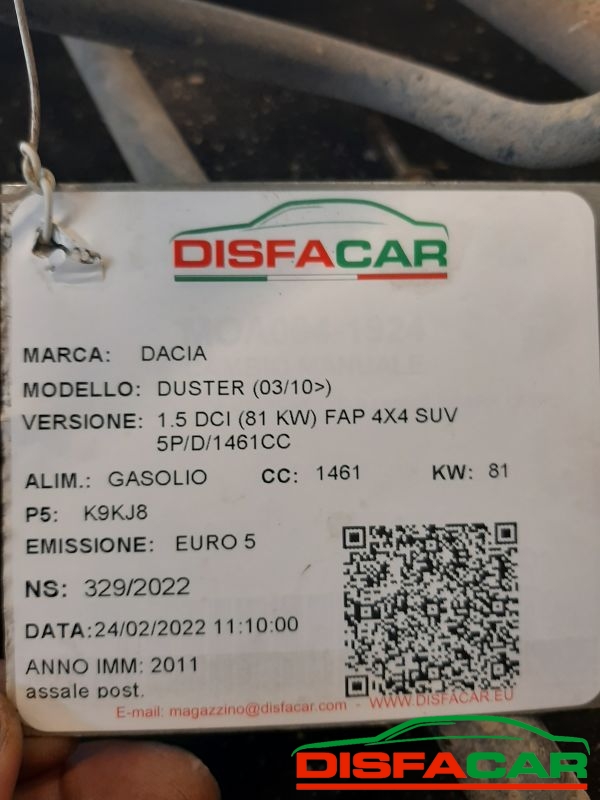 DISFACAR
MARCA: DACIA
MODELLO: DUSTER (03/10>)
VERSIONE: 1.5 DCI (81 KW) FAP 4X4 SUV
5P/D/1461CC
ALIM.: GASOLIO CC: 1461 KW: 81
P5: K9KJ8
EMISSIONE: EURO 5
NS: 329/2022
DATA:24/02/2022 11:10:00
ANNO IMM: 2011
assale post.
E-mail: magazzino@disfacar.com - WWW.DISFACAR.EU
DISFACAR